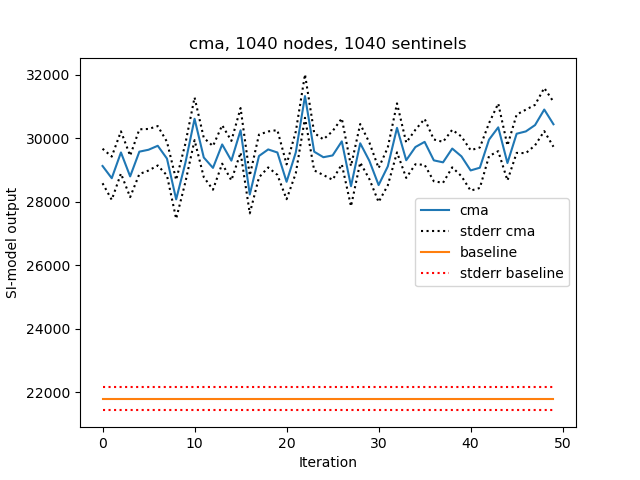 cma, 1040 nodes, 1040 sentinels
SI-model output
32000
30000
28000
26000
24000
22000
cma
stderr cma
baseline
stderr baseline
0 10 20 30 40 50
Iteration